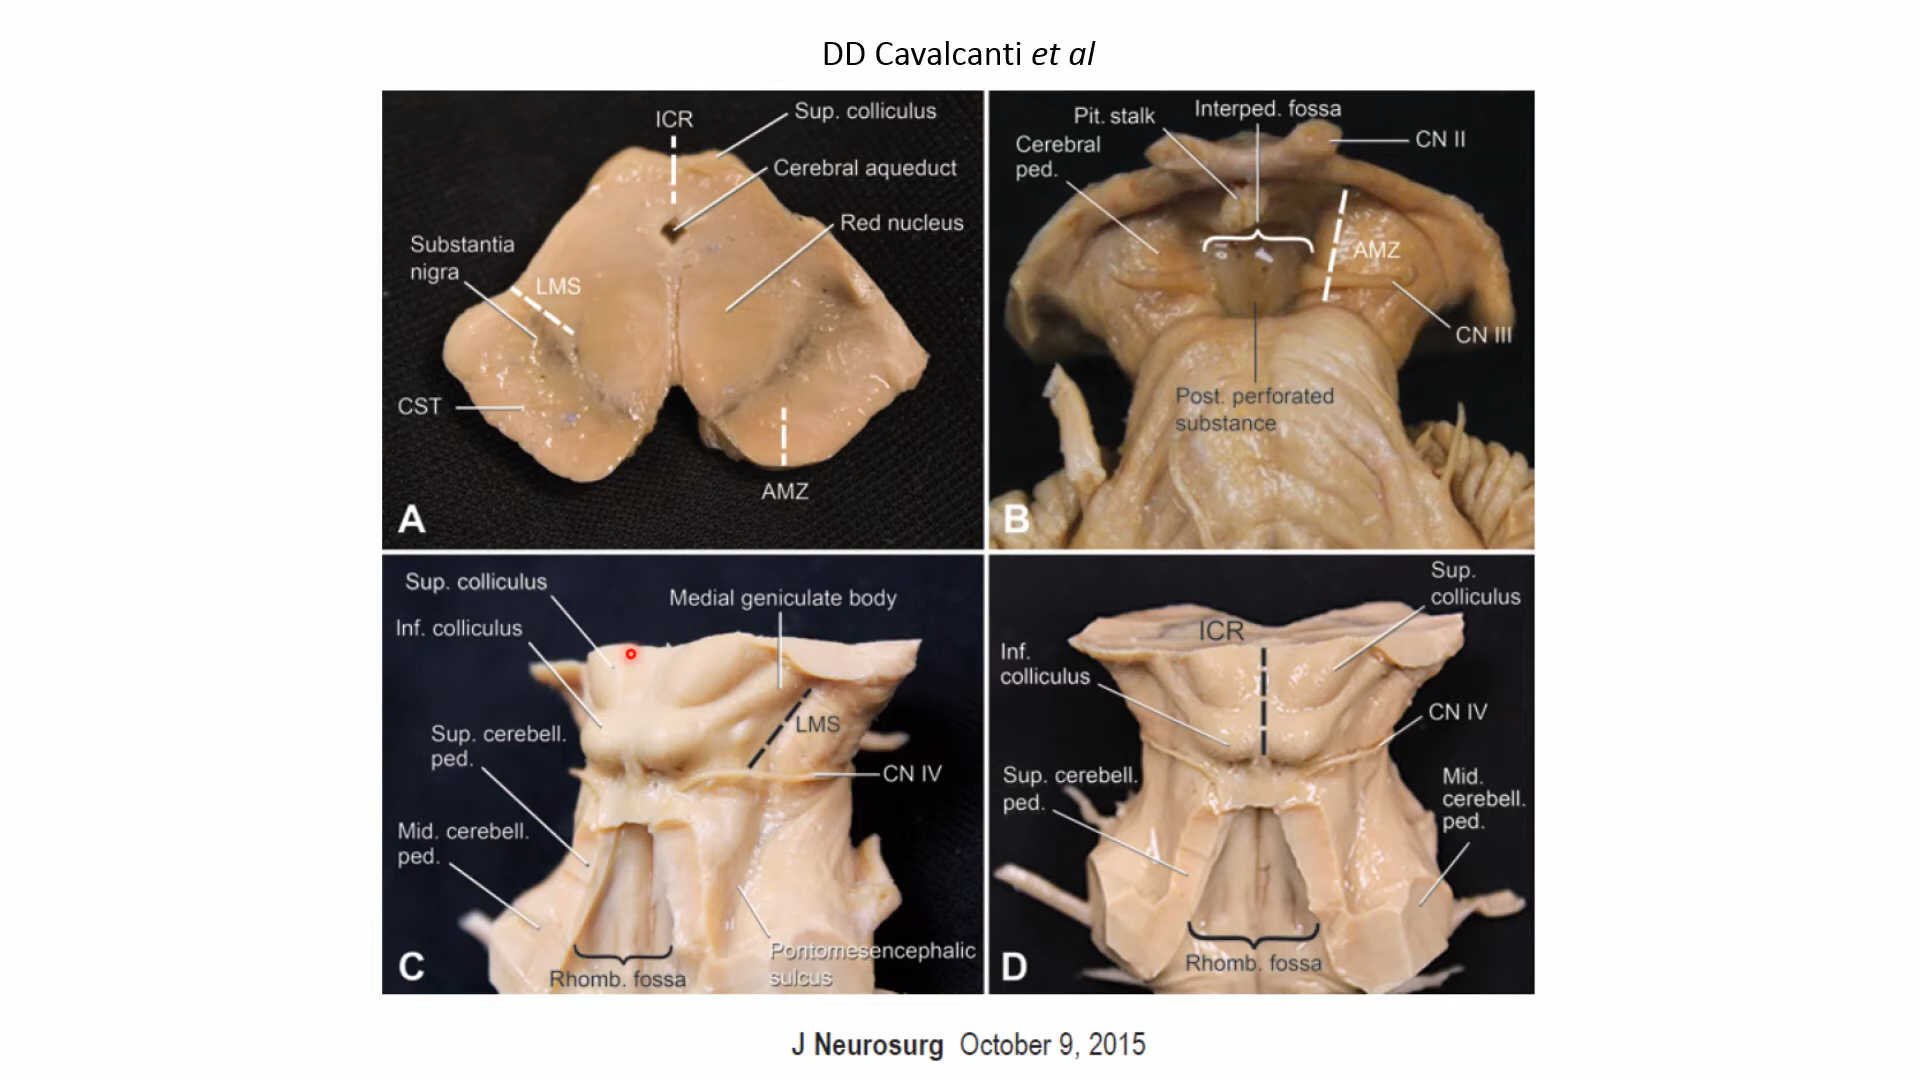 DD Cavalcanti et al
ICR
Sup. colliculus
Cerebral aqueduct
Red nucleus
Substantia
nigra
LMS
CST
AMZ
A
Pit. stalk
Interped. fossa
CN II
Cerebral
ped.
AMZ
CN III
Post. perforated
substance
B
Sup. colliculus
Medial geniculate body
Inf. colliculus
LMS
Sup. cerebell.
ped.
CN IV
Mid. cerebell.
ped.
Pontomesencephalic
sulcus
Rhomb. fossa
C
Sup.
colliculus
ICR
Inf.
colliculus
CN IV
Sup. cerebell.
ped.
Mid.
cerebell.
ped.
Rhomb. fossa
D
J Neurosurg October 9, 2015